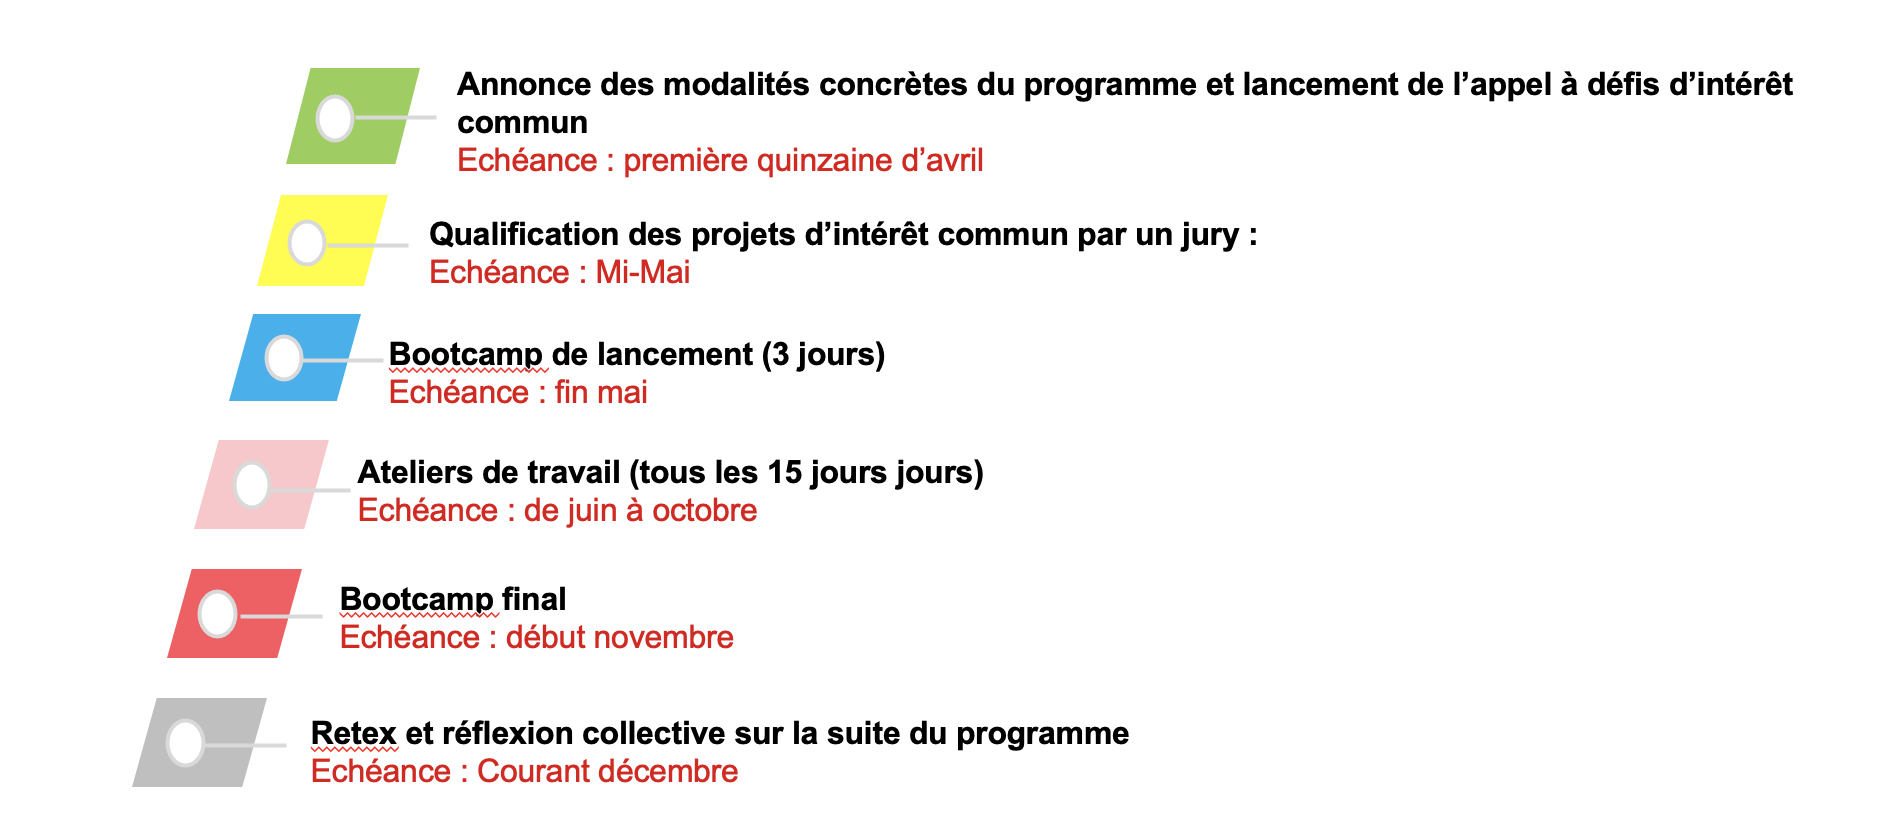 Annonce des modalités concrètes du programme et lancement de l’appel à défis d’intérêt
commun
Echéance : première quinzaine d’avril
Qualification des projets d’intérêt commun par un jury :
Echéance : Mi-Mai
Bootcamp de lancement (3 jours)
Echéance : fin mai
Ateliers de travail (tous les 15 jours jours)
Echéance : de juin à octobre
Bootcamp final
Echéance : début novembre
Retex et réflexion collective sur la suite du programme
Echéance : Courant décembre